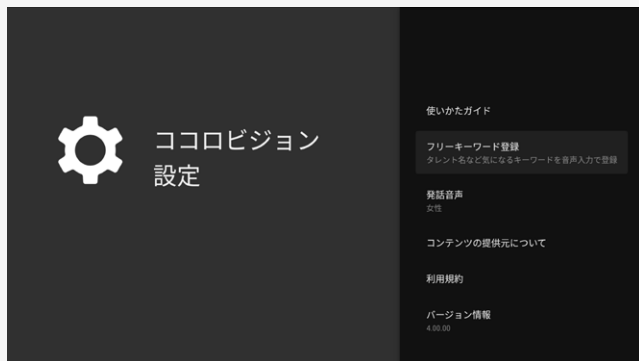 ココロビジョン
設定
使いかたガイド
フリーキーワード登録
タレント名など気になるキーワードを音声入力で登録
発話音声
女性
コンテンツの提供元について
利用規約
バージョン情報
4.00.00